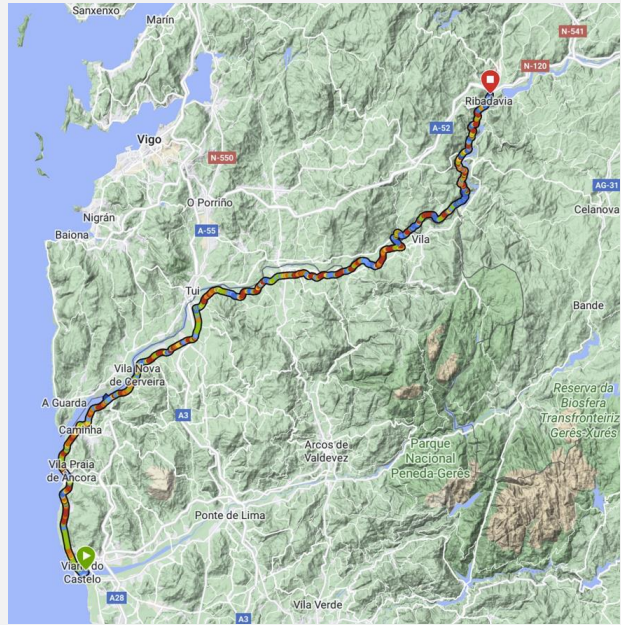 Sanxenxo
Marín
N-541
N-120
Ribadavia
A-52
Vigo
N-550
AG-31
O Porriño
Celanova
Nigrán
A-55
Baiona
Vila
Tui
Bande
Vila Nova
de Cerveira
Reserva da
Biosfera
Transfronteiriz
Gerês-Xurés
A Guarda
A3
Caminha
Arcos de
Valdevez
Parque
Nacional
Peneda-Gerês
Vila Praia
de Âncora
Ponte de Lima
Castelo
A28
Vila Verde
A3